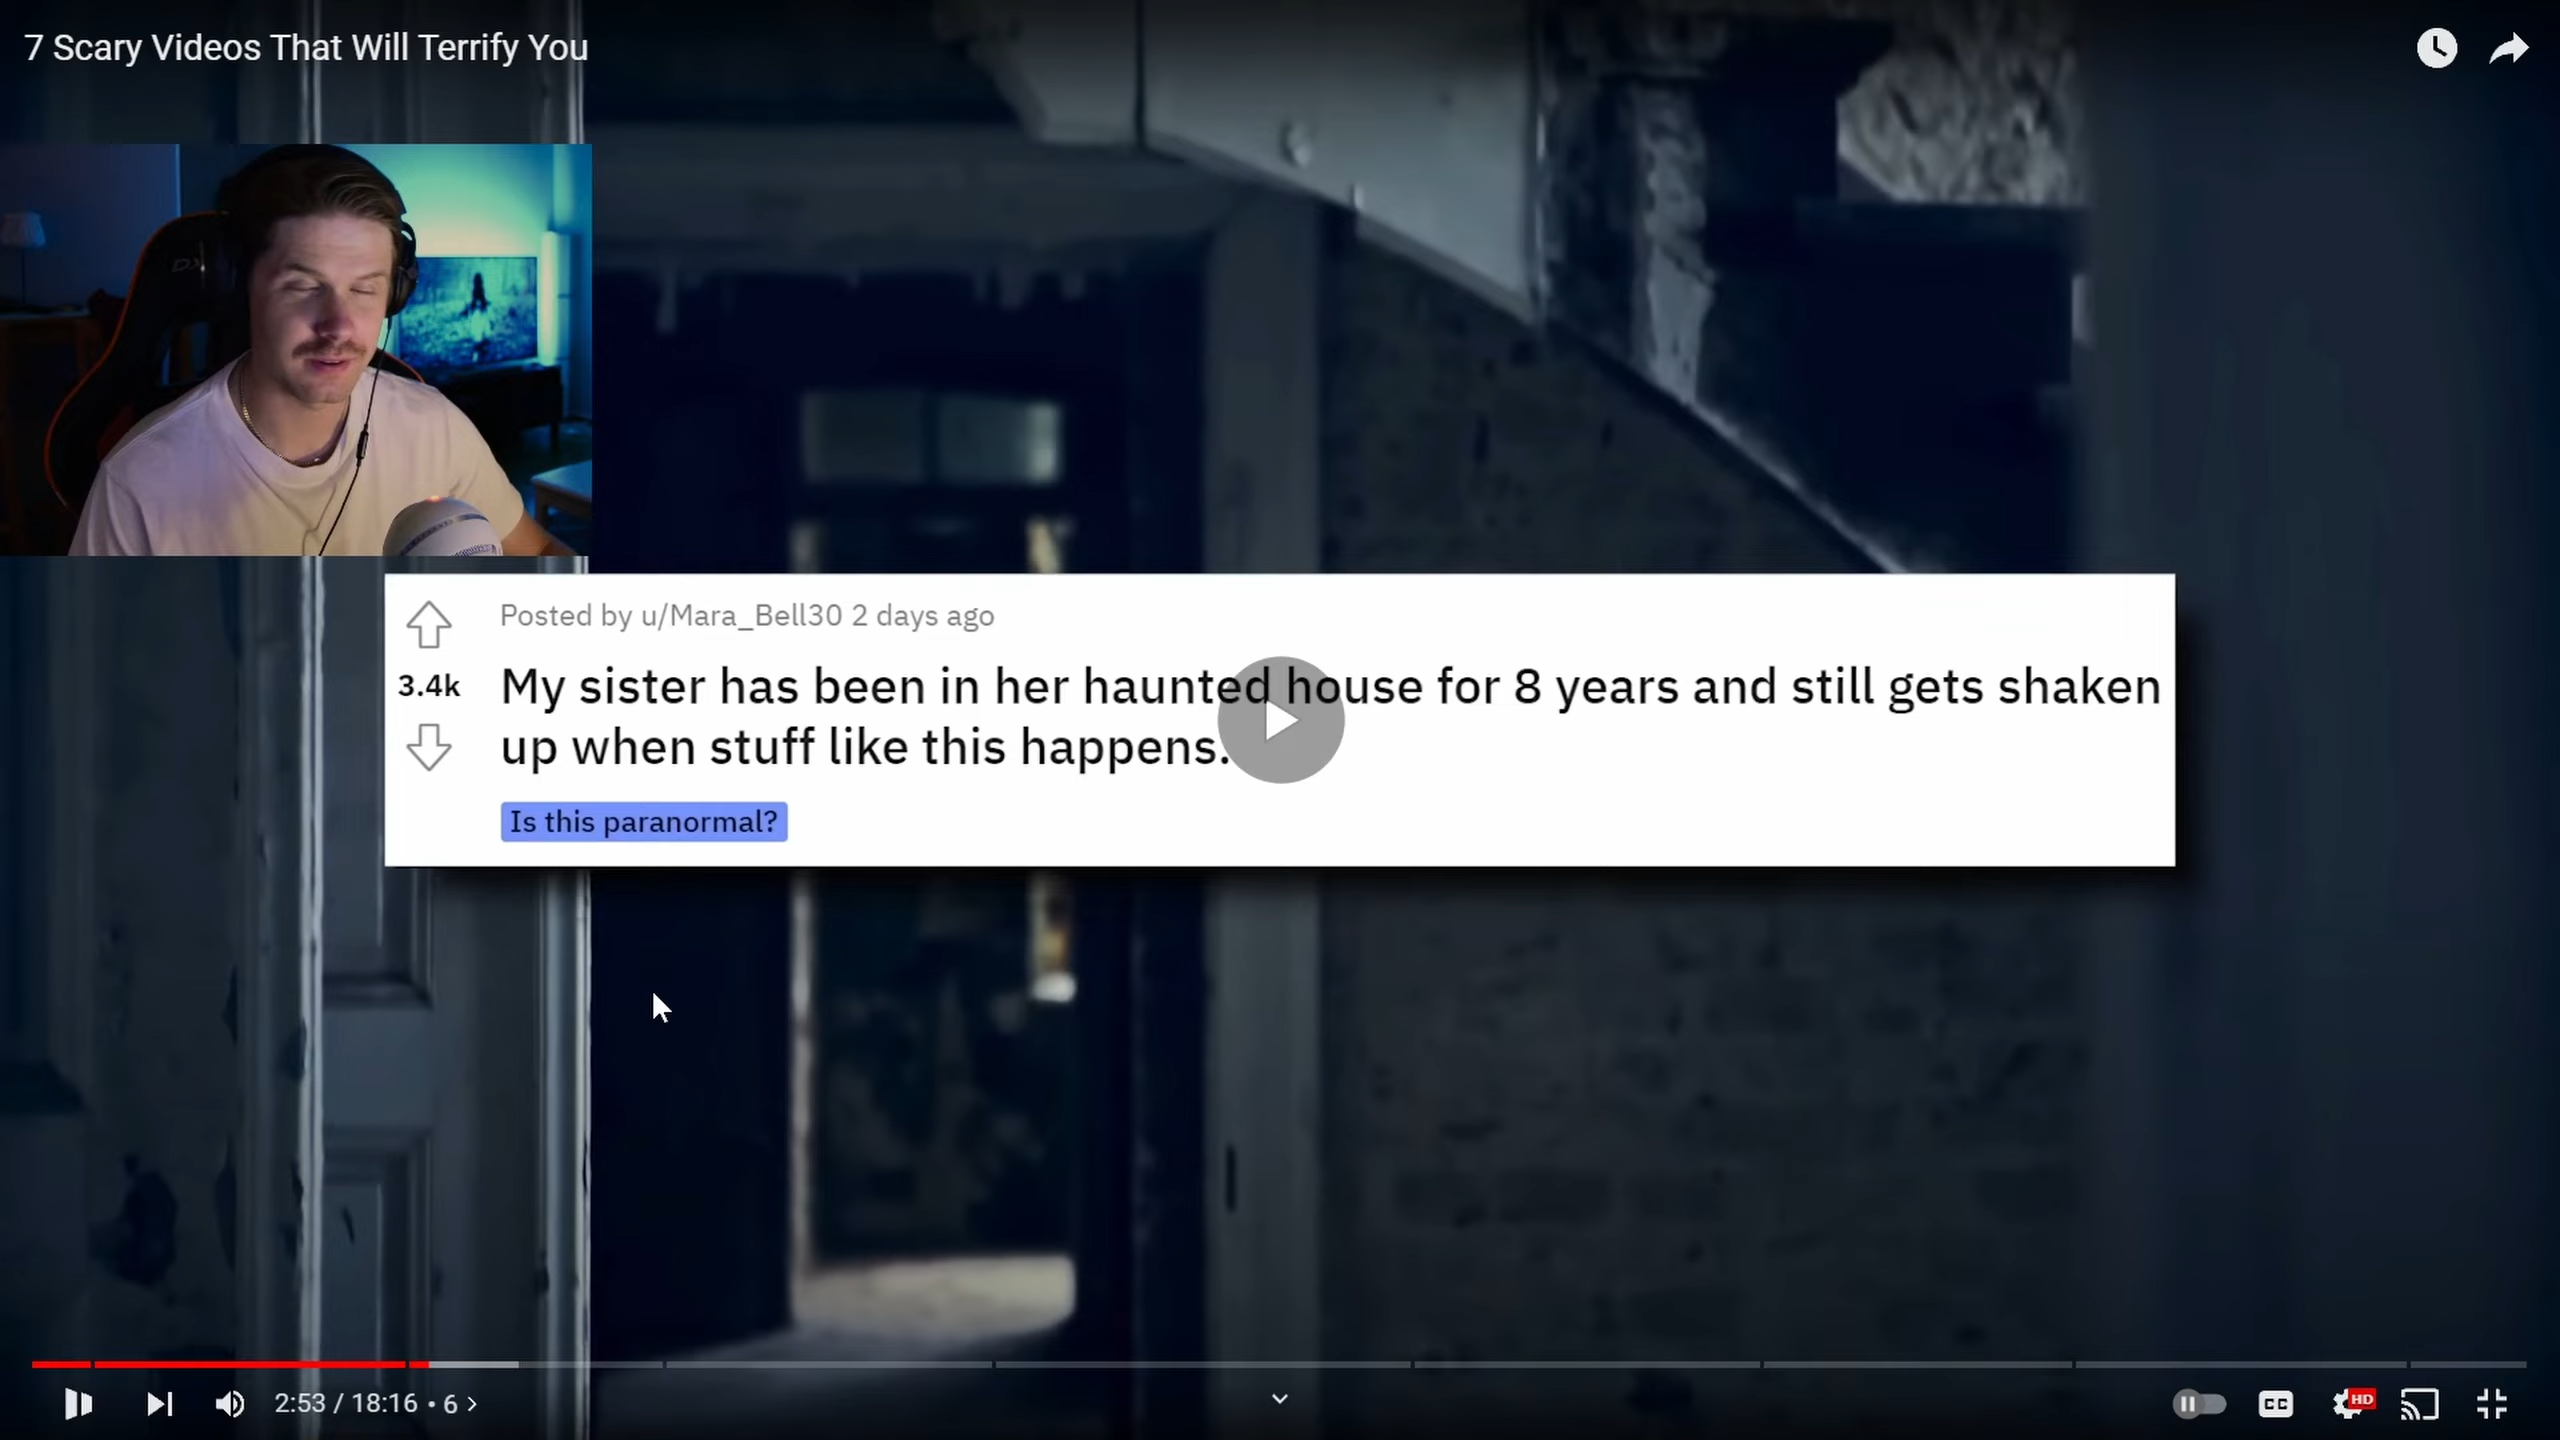 7 Scary Videos That Will Terrify You
Posted by u/Mara_Bell30 2 days ago
3.4k
My sister has been in her haunted house for 8 years and still gets shaken
up when stuff like this happens.
Is this paranormal?
2:53 / 18:16 • 6 >
CC
HD